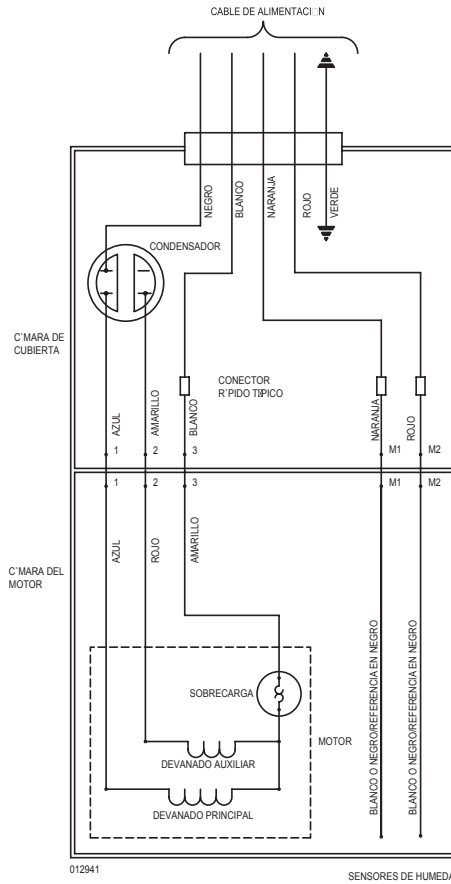 CABLE DE ALIMENTACI□N
NEGRO
BLANCO
NARANJA
ROJO
VERDE
CONDENSADOR
C´MARA DE
CUBIERTA
CONECTOR
R´PIDO
AZUL
AMARILLO
BLANCO
NARANJA
ROJO
1
2
3
M1
M2
1
2
3
M1
M2
C´MARA DEL
MOTOR
AZUL
ROJO
AMARILLO
SOBRECARGA
MOTOR
DEVANADO AUXILIAR
DEVANADO PRINCIPAL
BLANCO O NEGRO/REFERENCIA EN NEGRO
BLANCO O NEGRO/REFERENCIA EN NEGRO
012941
SENSORES DE HUMEDA